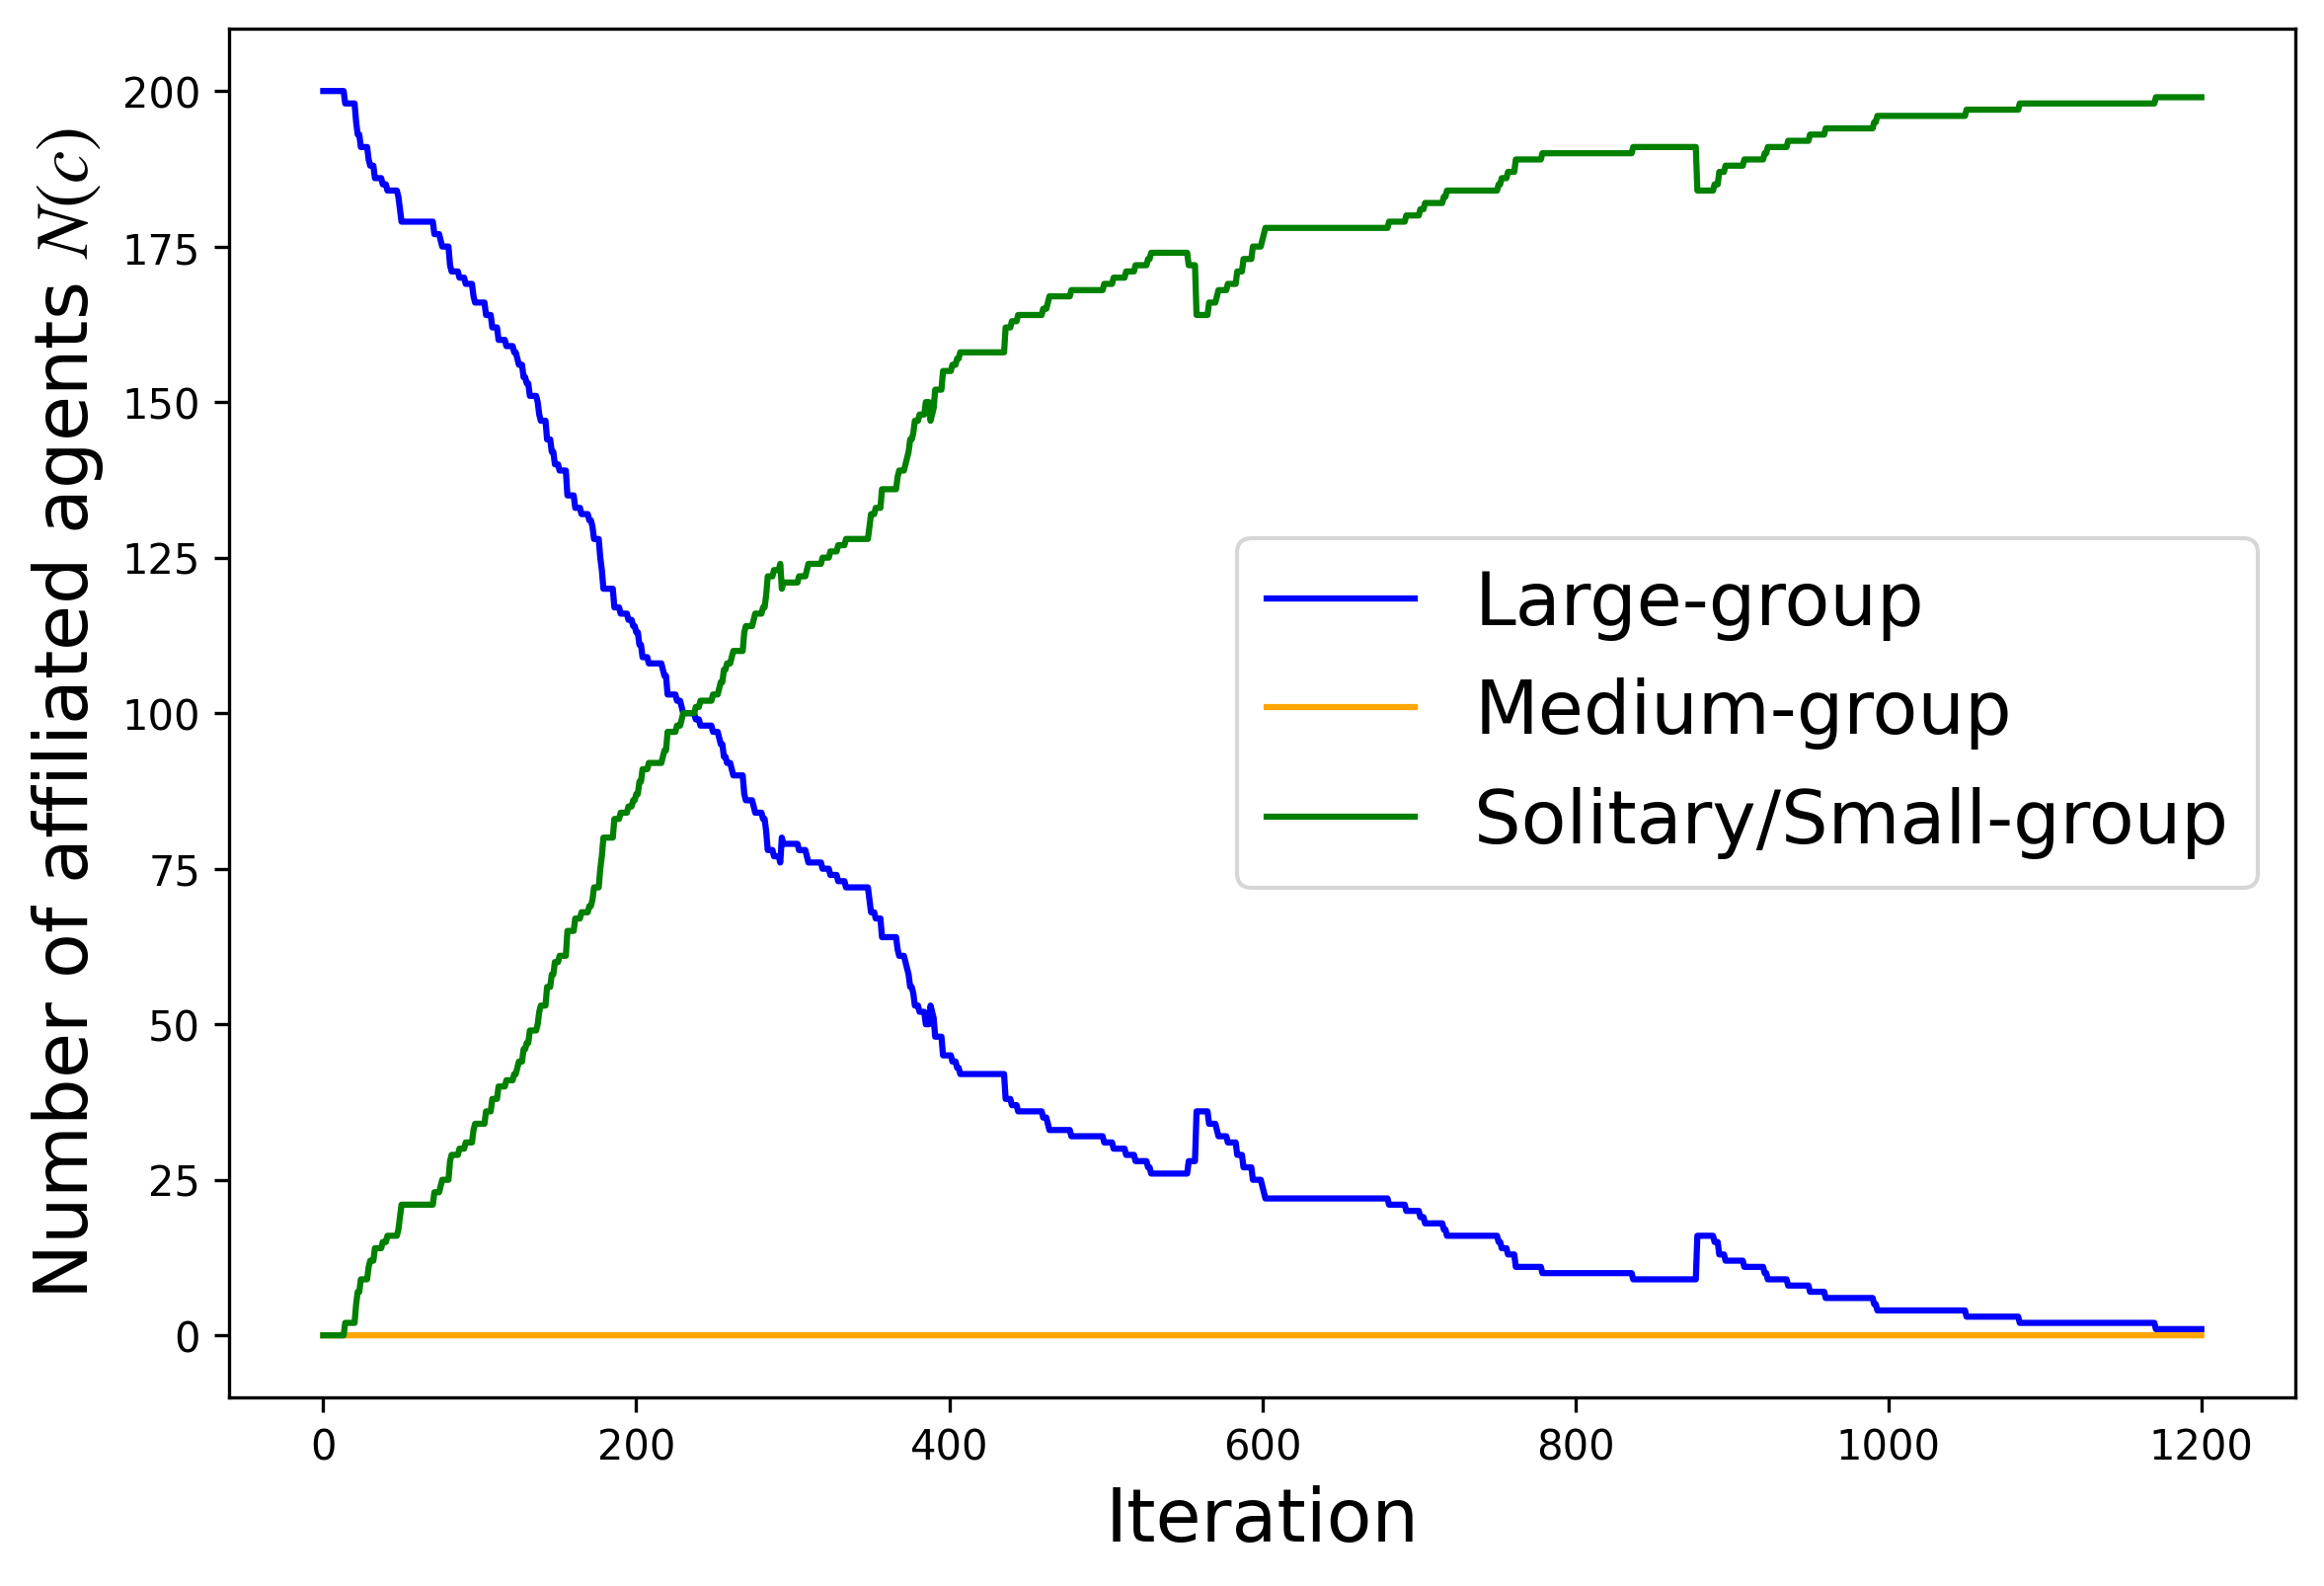 Number of affiliated agents N(c)
200
175
150
125
100
75
50
25
0
Large-group
Medium-group
Solitary/Small-group
0 200 400 600 800 1000 1200
Iteration